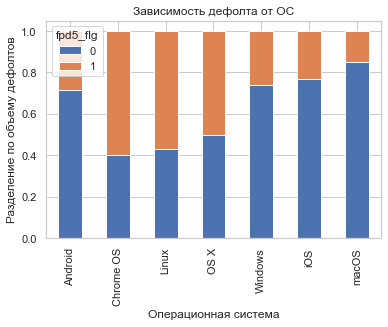 Зависимость дефолта от ОС
fpd5_flg
0
1
Разделение по объему дефолтов
1.0
0.8
0.6
0.4
0.2
0.0
Android
Chrome OS
Linux
OS X
Windows
iOS
macOS
Операционная система